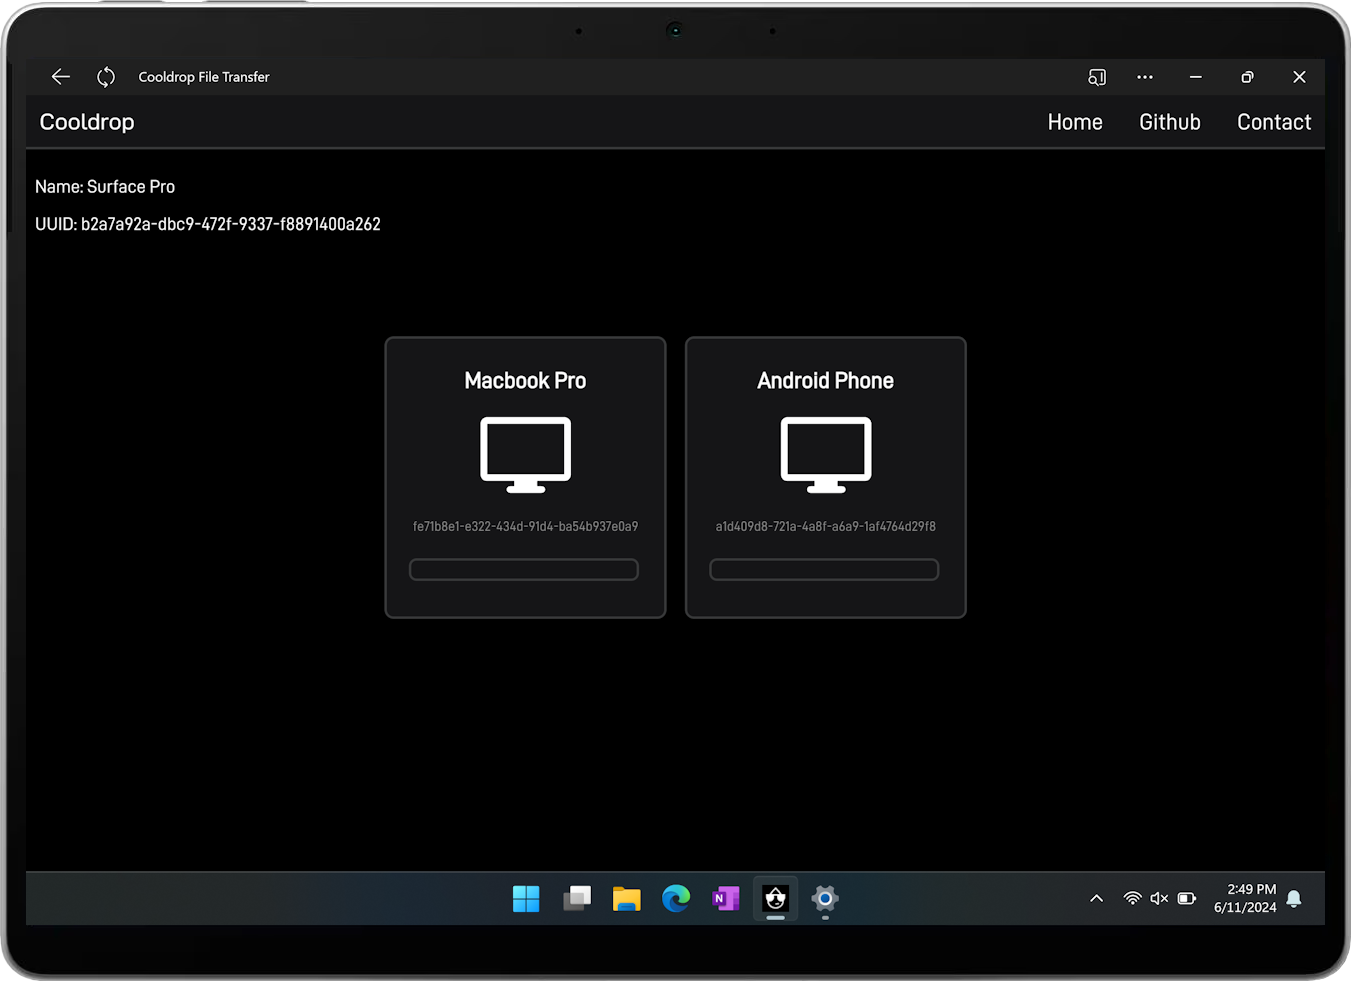 Cooldrop File Transfer
Cooldrop
Home Github Contact
Name: Surface Pro
UUID: b2a7a92a-dbc9-472f-9337-f8891400a262
Macbook Pro
fe71b8e1-e322-434d-91d4-ba54b937e0a9
Android Phone
a1d409d8-721a-4a8f-a6a9-1af4764d29f8
N
2:49 PM
6/11/2024